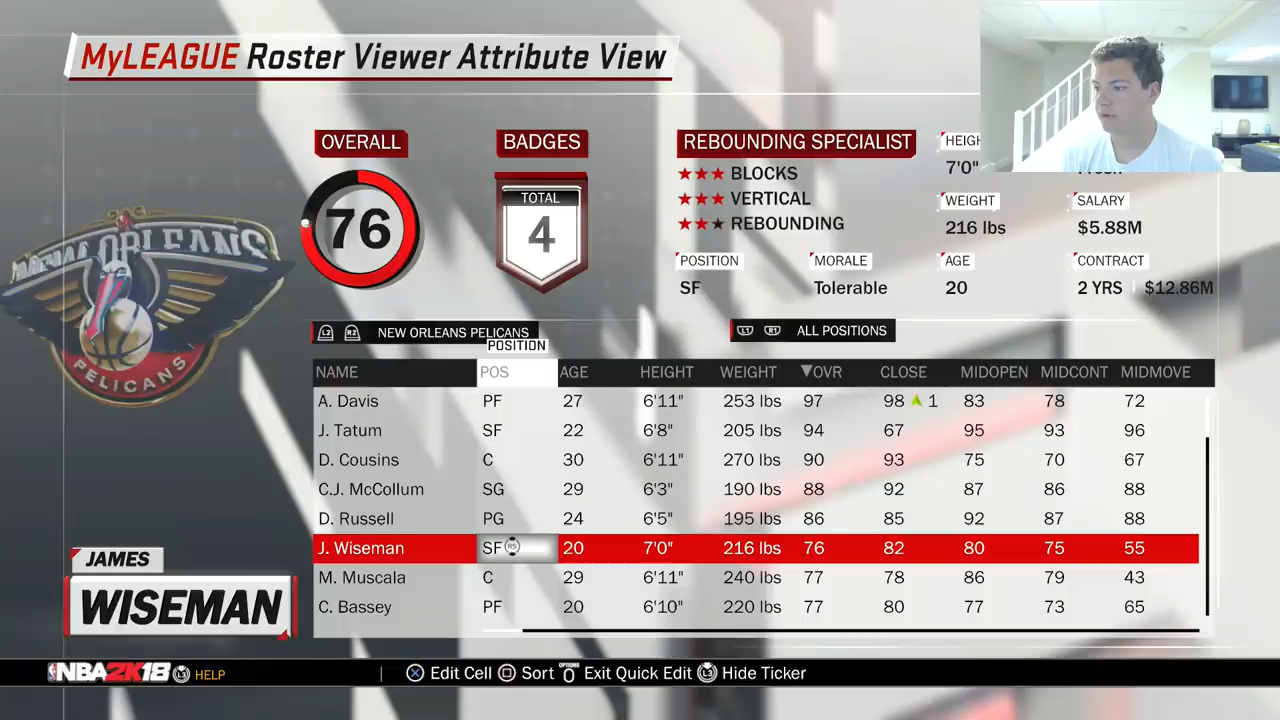 MyLEAGUE Roster Viewer Attribute View
OVERALL
76
BADGES
TOTAL
4
REBOUNDING SPECIALIST
★★★ BLOCKS
★★★ VERTICAL
★★★ REBOUNDING
7'0"
WEIGHT
216 lbs
SALARY
$5.88M
POSITION
SF
MORALE
Tolerable
AGE
20
CONTRACT
2 YRS $12.86M
NEW ORLEANS
PELICANS
L2 R2 NEW ORLEANS PELICANS
L1 R1 ALL POSITIONS
POSITION
NAME POS AGE HEIGHT WEIGHT ▼OVR CLOSE MIDOPEN MIDCONT MIDMOVE
A. Davis PF 27 6'11" 253 lbs 97 98 ▲ 1 83 78 72
J. Tatum SF 22 6'8" 205 lbs 94 67 95 93 96
D. Cousins C 30 6'11" 270 lbs 90 93 75 70 67
C.J. McCollum SG 29 6'3" 190 lbs 88 92 87 86 88
D. Russell PG 24 6'5" 195 lbs 86 85 92 87 88
J. Wiseman SF RS 20 7'0" 216 lbs 76 82 80 75 55
M. Muscala C 29 6'11" 240 lbs 77 78 86 79 43
C. Bassey PF 20 6'10" 220 lbs 77 80 77 73 65
JAMES
WISEMAN
NBA2K18 L3 HELP
Edit Cell Sort OPTIONS Exit Quick Edit L3 Hide Ticker